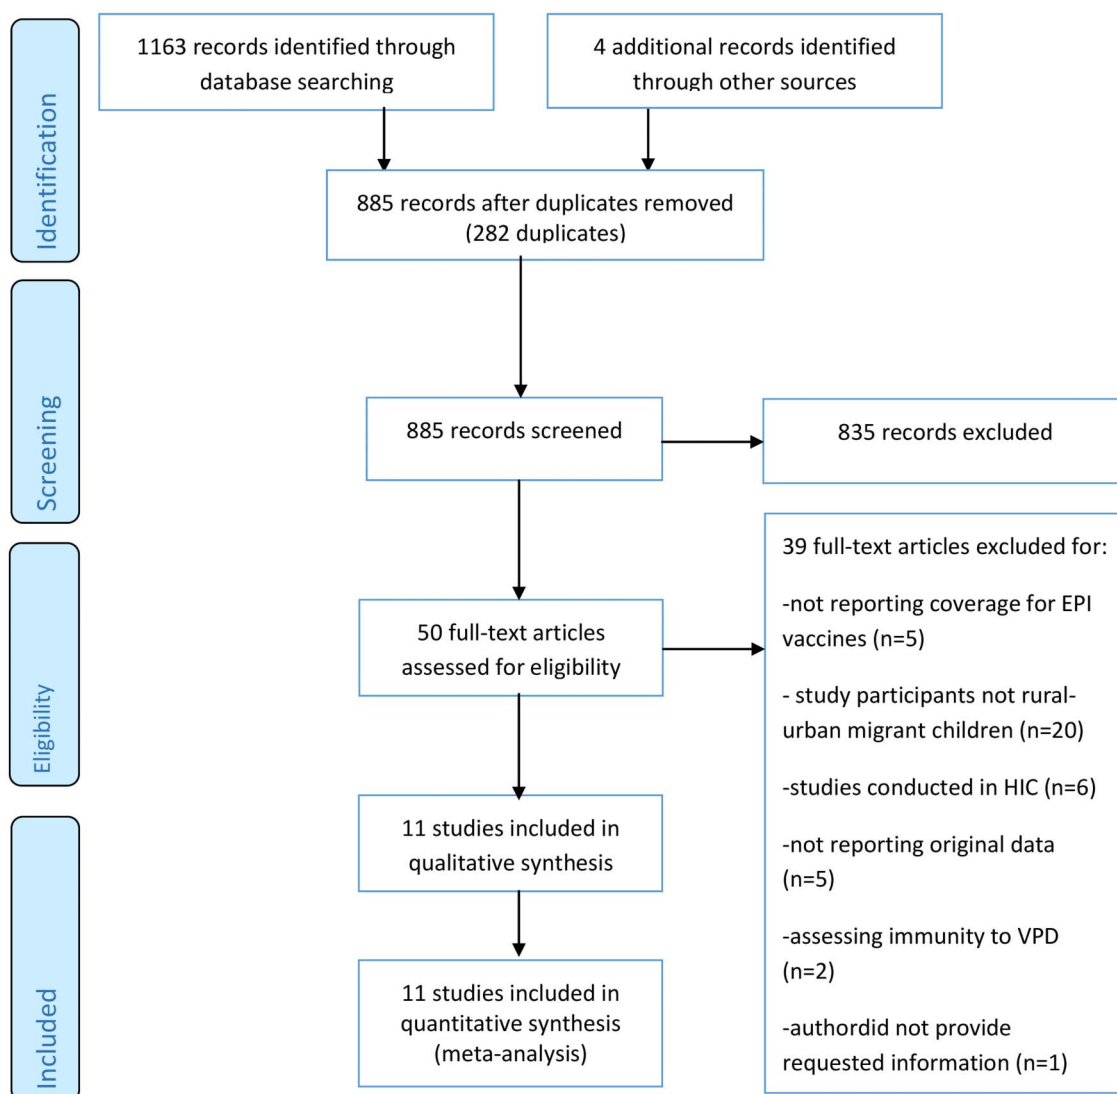 Identification
1163 records identified through
database searching
4 additional records identified
through other sources
885 records after duplicates removed
(282 duplicates)
Screening
885 records screened
835 records excluded
Eligibility
50 full-text articles
assessed for eligibility
39 full-text articles excluded for:
-not reporting coverage for EPI
vaccines (n=5)
- study participants not rural-
urban migrant children (n=20)
-studies conducted in HIC (n=6)
-not reporting original data
(n=5)
-assessing immunity to VPD
(n=2)
-authordid not provide
requested information (n=1)
Included
11 studies included in
qualitative synthesis
11 studies included in
quantitative synthesis
(meta-analysis)